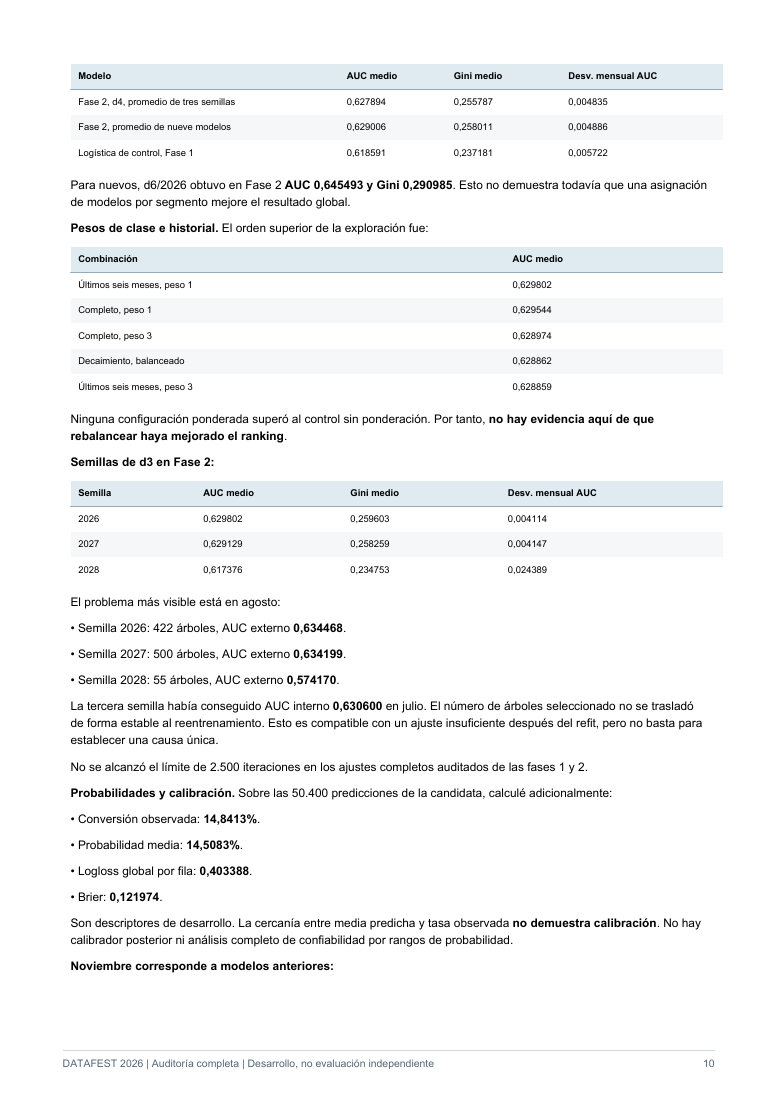 Modelo AUC medio Gini medio Desv. mensual AUC
Fase 2, d4, promedio de tres semillas 0,627894 0,255787 0,004835
Fase 2, promedio de nueve modelos 0,629006 0,258011 0,004886
Logística de control, Fase 1 0,618591 0,237181 0,005722
Para nuevos, d6/2026 obtuvo en Fase 2 AUC 0,645493 y Gini 0,290985. Esto no demuestra todavía que una asignación
de modelos por segmento mejore el resultado global.
Pesos de clase e historial. El orden superior de la exploración fue:
Combinación AUC medio
Últimos seis meses, peso 1 0,629802
Completo, peso 1 0,629544
Completo, peso 3 0,628974
Decaimiento, balanceado 0,628862
Últimos seis meses, peso 3 0,628859
Ninguna configuración ponderada superó al control sin ponderación. Por tanto, no hay evidencia aquí de que
rebalancear haya mejorado el ranking.
Semillas de d3 en Fase 2:
Semilla AUC medio Gini medio Desv. mensual AUC
2026 0,629802 0,259603 0,004114
2027 0,629129 0,258259 0,004147
2028 0,617376 0,234753 0,024389
El problema más visible está en agosto:
• Semilla 2026: 422 árboles, AUC externo 0,634468.
• Semilla 2027: 500 árboles, AUC externo 0,634199.
• Semilla 2028: 55 árboles, AUC externo 0,574170.
La tercera semilla había conseguido AUC interno 0,630600 en julio. El número de árboles seleccionado no se trasladó
de forma estable al reentrenamiento. Esto es compatible con un ajuste insuficiente después del refit, pero no basta para
establecer una causa única.
No se alcanzó el límite de 2.500 iteraciones en los ajustes completos auditados de las fases 1 y 2.
Probabilidades y calibración. Sobre las 50.400 predicciones de la candidata, calculé adicionalmente:
• Conversión observada: 14,8413%.
• Probabilidad media: 14,5083%.
• Logloss global por fila: 0,403388.
• Brier: 0,121974.
Son descriptores de desarrollo. La cercanía entre media predicha y tasa observada no demuestra calibración. No hay
calibrador posterior ni análisis completo de confiabilidad por rangos de probabilidad.
Noviembre corresponde a modelos anteriores:
DATAFEST 2026 | Auditoría completa | Desarrollo, no evaluación independiente 10